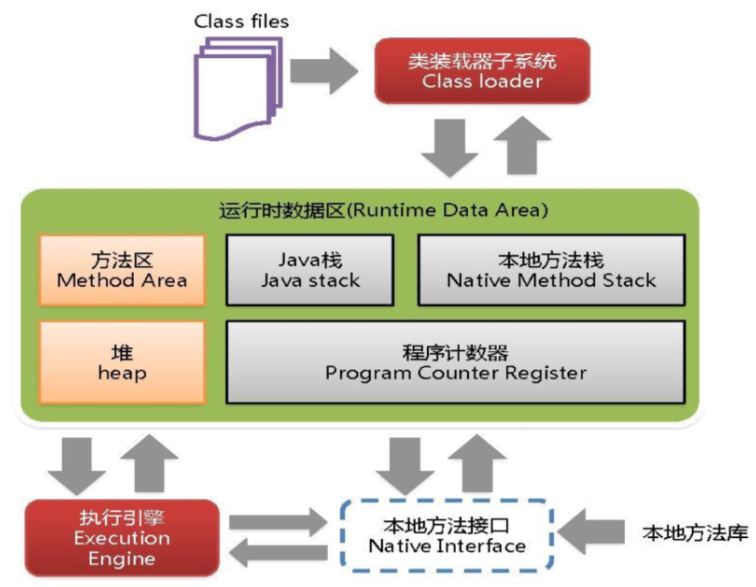 Class files
类装载器子系统
Class loader
运行时数据区(Runtime Data Area)
方法区
Method Area
Java栈
Java stack
本地方法栈
Native Method Stack
堆
heap
程序计数器
Program Counter Register
执行引擎
Execution
Engine
本地方法接口
Native Interface
本地方法库